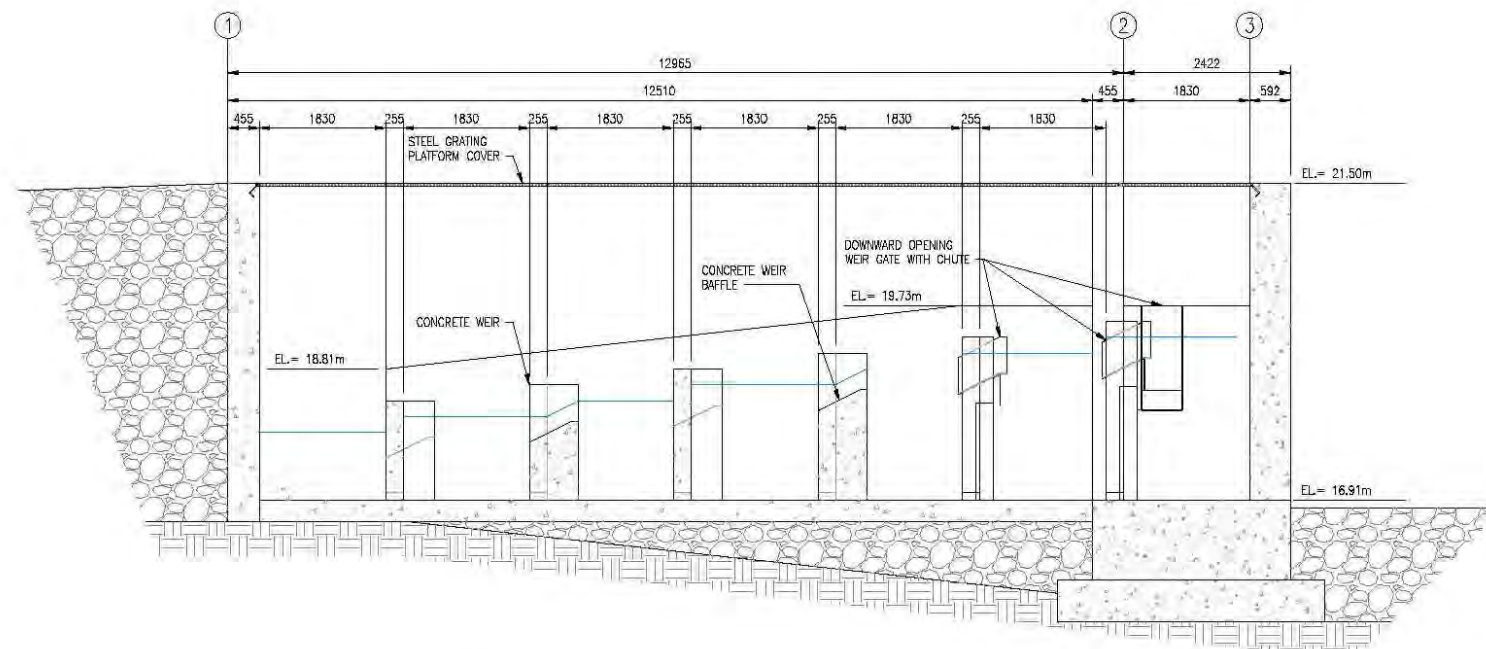 1
2
3
12965
2422
12510
455
1830
592
455
1830
255
1830
255
1830
255
1830
255
1830
255
1830
STEEL GRATING
PLATFORM COVER
EL.= 21.50m
DOWNWARD OPENING
WEIR GATE WITH CHUTE
CONCRETE WEIR
BAFFLE
EL.= 19.73m
CONCRETE WEIR
EL.= 18.81m
EL.= 16.91m